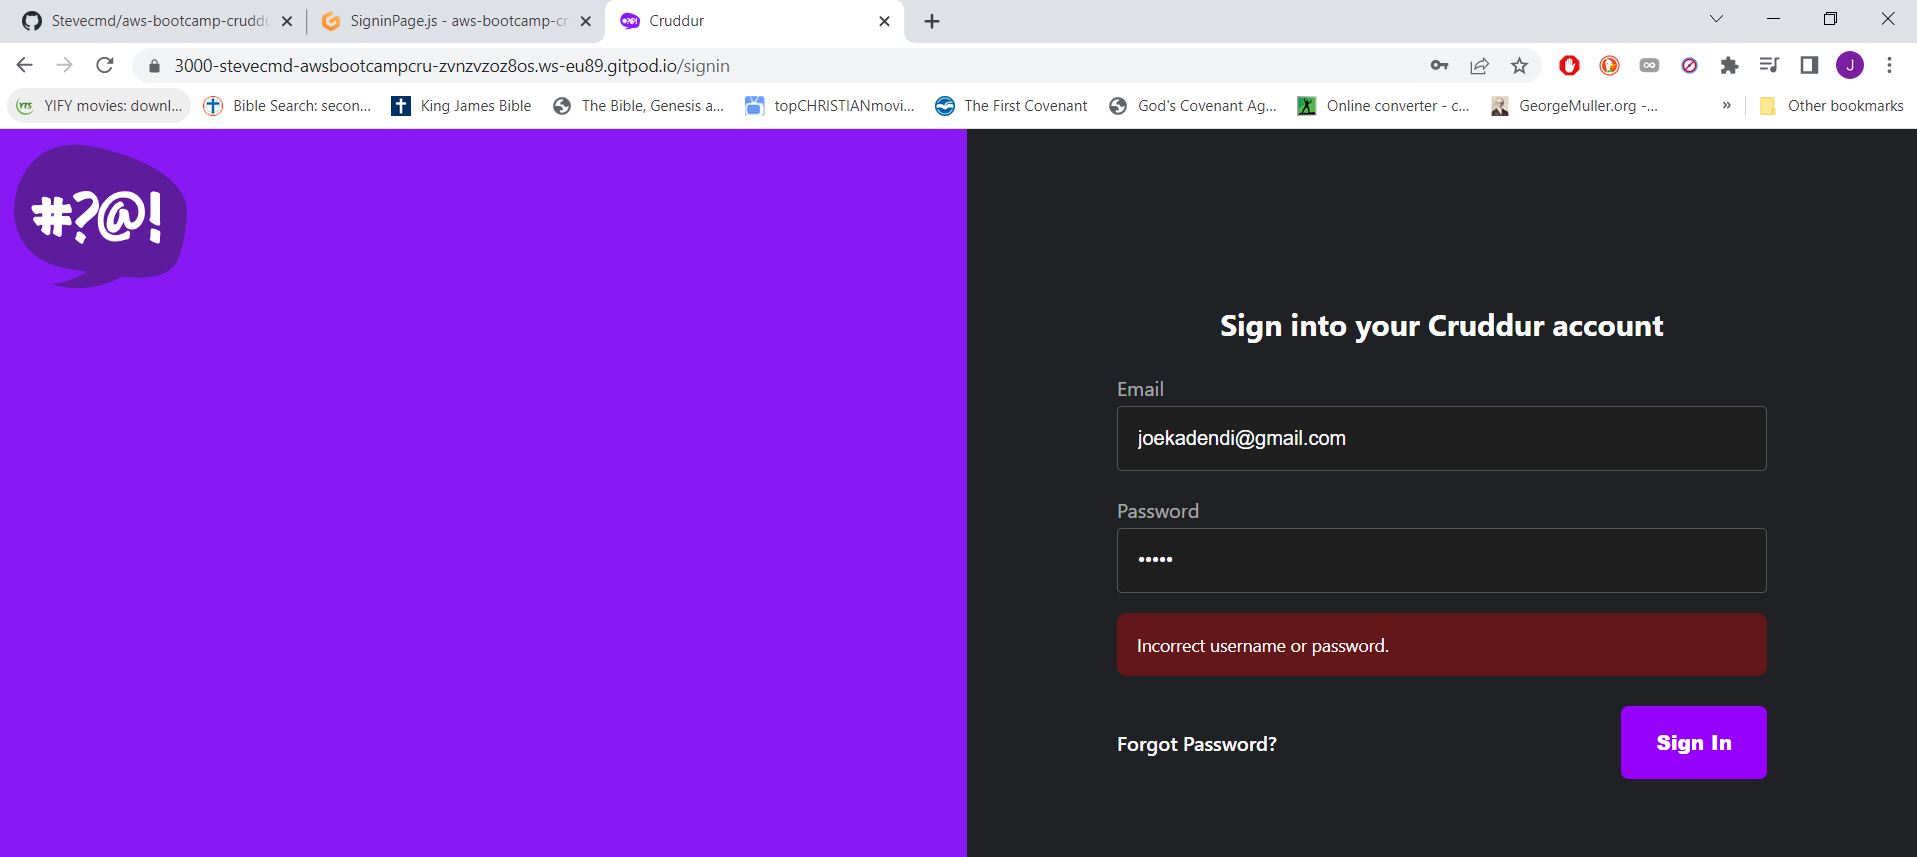 Stevecmd/aws-bootcamp-crudd
SigninPage.js - aws-bootcamp-cr
Cruddur
3000-stevecmd-awsbootcampcru-zvnzvzoz8os.ws-eu89.gitpod.io/signin
J
YTS
YIFY movies: downl...
Bible Search: secon...
King James Bible
The Bible, Genesis a...
topCHRISTIANmovi...
The First Covenant
God's Covenant Ag...
Online converter - c...
GeorgeMuller.org -...
»
Other bookmarks
#?@!
Sign into your Cruddur account
Email
joekadendi@gmail.com
Password
•••••
Incorrect username or password.
Forgot Password?
Sign In